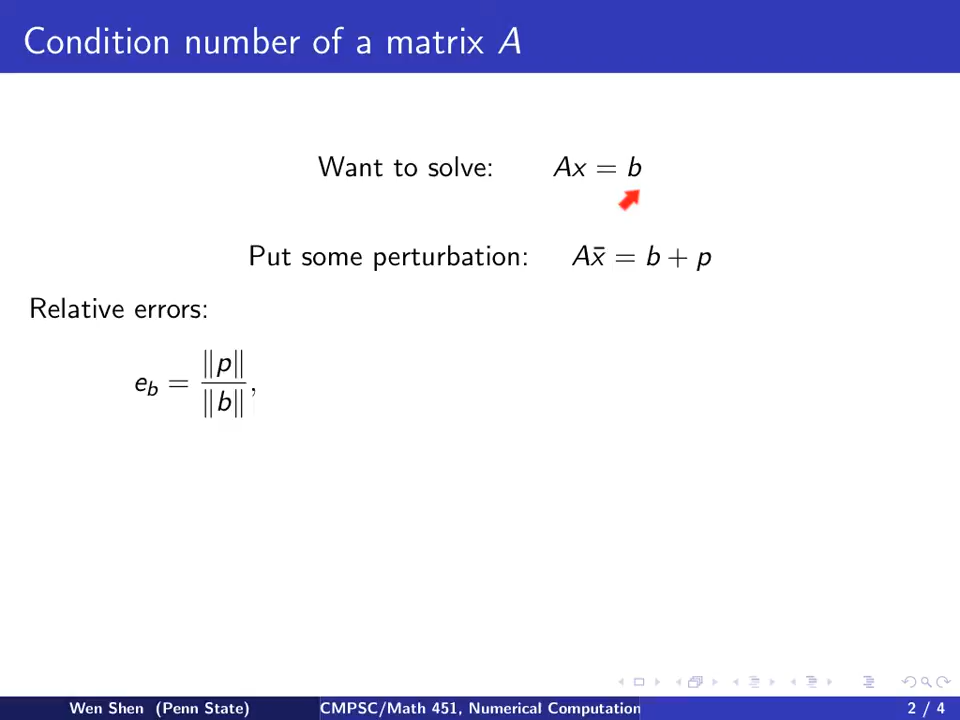 Condition number of a matrix A
Want to solve: Ax = b
Put some perturbation: Ax̄ = b + p
Relative errors:
e_b = ‖p‖ / ‖b‖,
Wen Shen (Penn State) CMPSC/Math 451, Numerical Computation 2 / 4